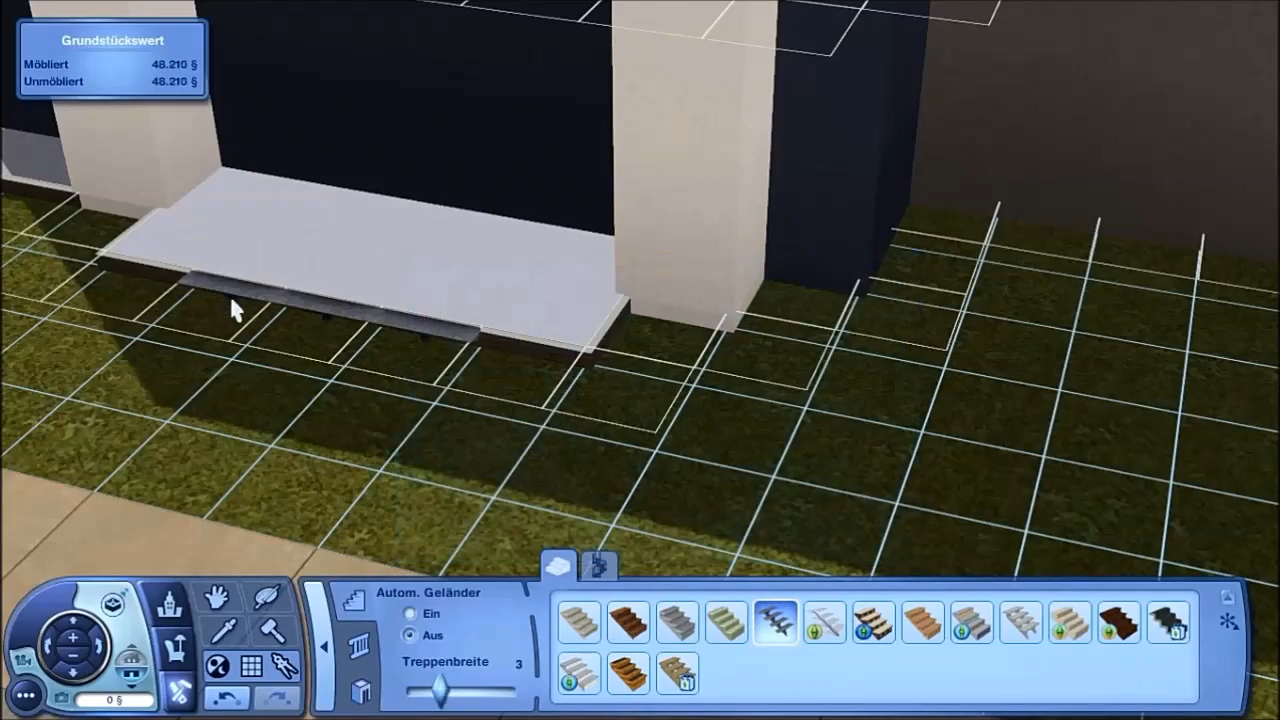 Grundstückswert
Möbliert 48.210 §
Unmöbliert 48.210 §
Autom. Geländer
Ein
Aus
Treppenbreite 3
0 §